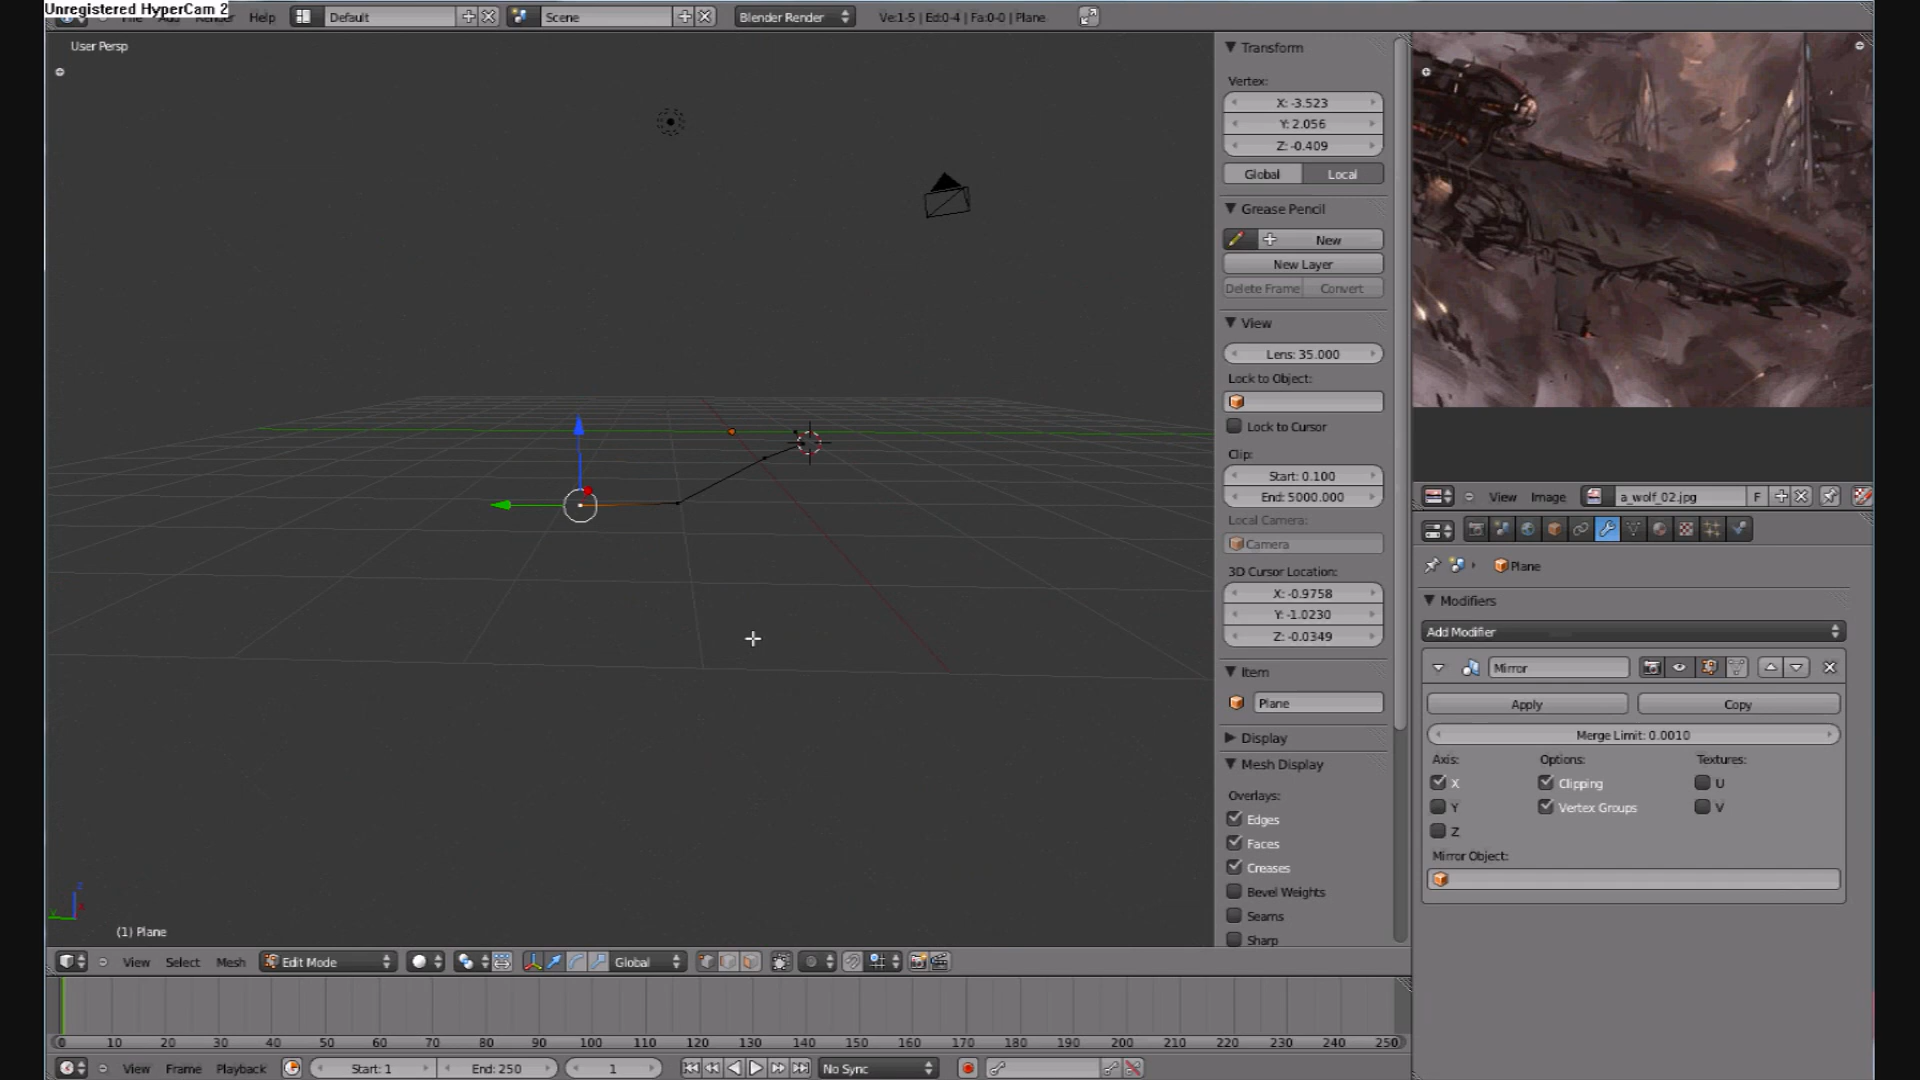 Unregistered HyperCam 2
File Add Render Help
Default
Scene
Blender Render
Ve:1-5 | Ed:0-4 | Fa:0-0 | Plane
User Persp
Transform
Vertex:
X: -3.523
Y: 2.056
Z: -0.409
Global Local
Grease Pencil
New
New Layer
Delete Frame Convert
View
Lens: 35.000
Lock to Object:
Lock to Cursor
Clip:
Start: 0.100
End: 5000.000
Local Camera:
Camera
3D Cursor Location:
X: -0.9758
Y: -1.0230
Z: -0.0349
Item
Plane
Display
Mesh Display
Overlays:
Edges
Faces
Creases
Bevel Weights
Seams
Sharp
View Image a_wolf_02.jpg F
Plane
Modifiers
Add Modifier
Mirror
Apply Copy
Merge Limit: 0.0010
Axis: Options: Textures:
X Clipping U
Y Vertex Groups V
Z
Mirror Object:
z
(1) Plane
View Select Mesh Edit Mode Global
0 10 20 30 40 50 60 70 80 90 100 110 120 130 140 150 160 170 180 190 200 210 220 230 240 250
View Frame Playback Start: 1 End: 250 1 No Sync